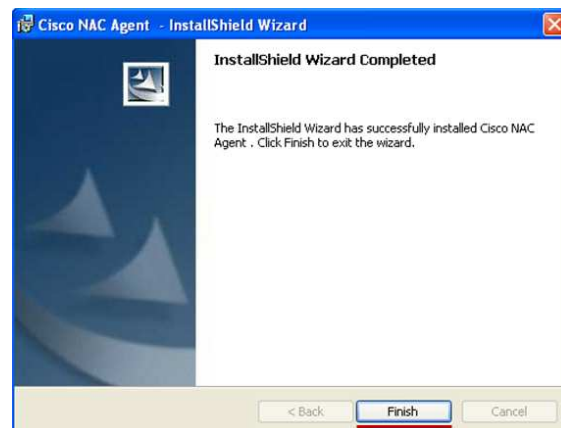 Cisco NAC Agent - InstallShield Wizard
InstallShield Wizard Completed
The InstallShield Wizard has successfully installed Cisco NAC
Agent . Click Finish to exit the wizard.
< Back Finish Cancel